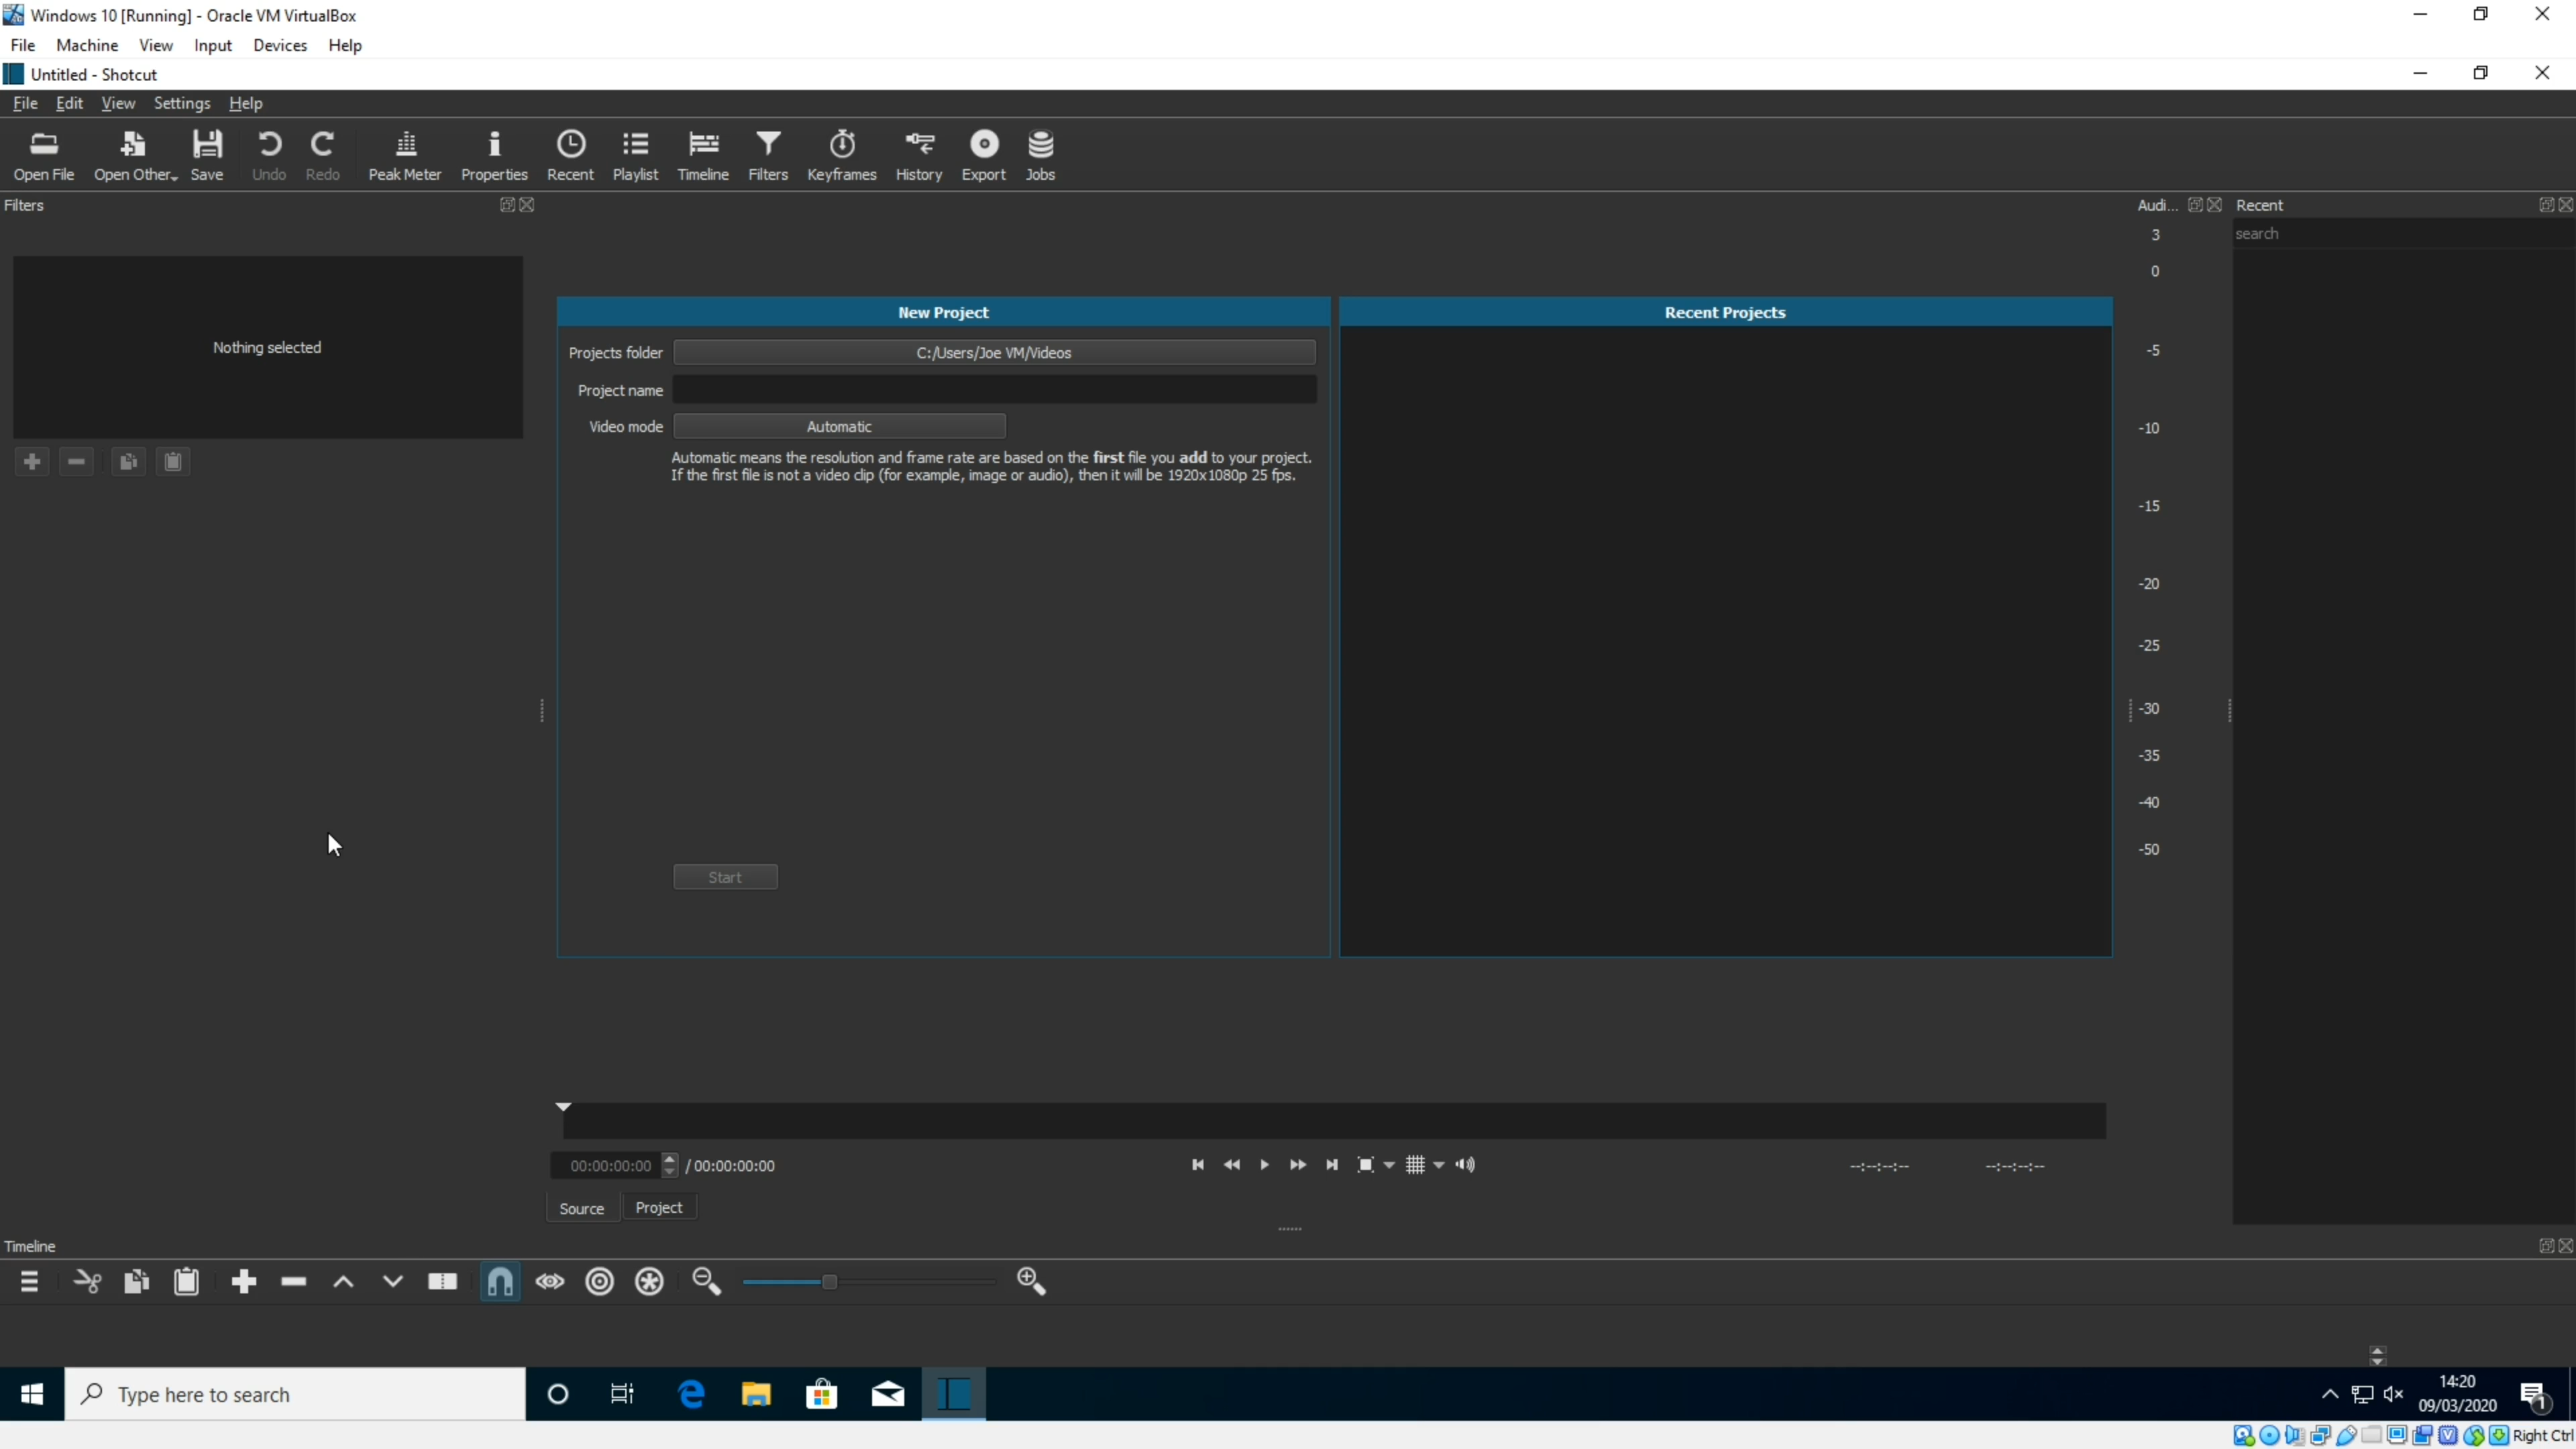 Windows 10 [Running] - Oracle VM VirtualBox
File Machine View Input Devices Help
Untitled - Shotcut
File Edit View Settings Help
Open File Open Other Save Undo Redo Peak Meter Properties Recent Playlist Timeline Filters Keyframes History Export Jobs
Filters
Audi... Recent
search
3
0
-5
-10
-15
-20
-25
-30
-35
-40
-50
Nothing selected
New Project
Projects folder C:/Users/Joe VM/Videos
Project name
Video mode Automatic
Automatic means the resolution and frame rate are based on the first file you add to your project.
If the first file is not a video clip (for example, image or audio), then it will be 1920x1080p 25 fps.
Start
Recent Projects
00:00:00:00 / 00:00:00:00
--:--:--:-- --:--:--:--
Source Project
Timeline
Type here to search
14:20
09/03/2020
1
Right Ctrl